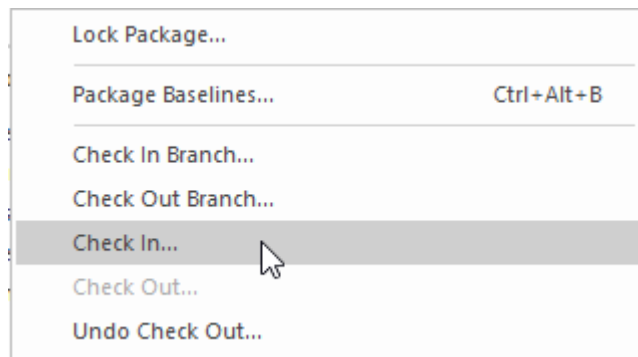 Lock Package...
Package Baselines... Ctrl+Alt+B
Check In Branch...
Check Out Branch...
Check In...
Check Out...
Undo Check Out...